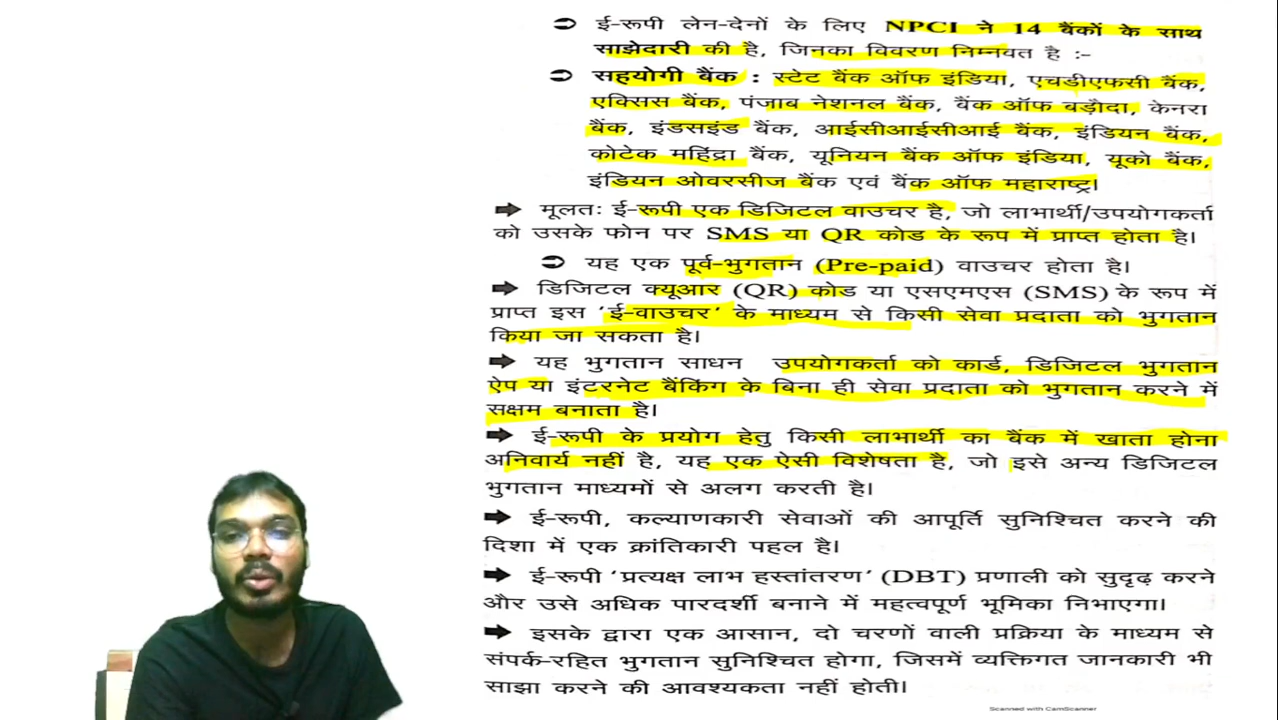 ➲ ई-रूपी लेन-देनों के लिए NPCI ने 14 बैंकों के साथ
साझेदारी की है, जिनका विवरण निम्नवत है :-
➲ सहयोगी बैंक : स्टेट बैंक ऑफ इंडिया, एचडीएफसी बैंक,
एक्सिस बैंक, पंजाब नेशनल बैंक, बैंक ऑफ बड़ौदा, केनरा
बैंक, इंडसइंड बैंक, आईसीआईसीआई बैंक, इंडियन बैंक,
कोटेक महिंद्रा बैंक, यूनियन बैंक ऑफ इंडिया, यूको बैंक,
इंडियन ओवरसीज बैंक एवं बैंक ऑफ महाराष्ट्र।
➡ मूलतः ई-रूपी एक डिजिटल वाउचर है, जो लाभार्थी/उपयोगकर्ता
को उसके फोन पर SMS या QR कोड के रूप में प्राप्त होता है।
➲ यह एक पूर्व-भुगतान (Pre-paid) वाउचर होता है।
➡ डिजिटल क्यूआर (QR) कोड या एसएमएस (SMS) के रूप में
प्राप्त इस 'ई-वाउचर' के माध्यम से किसी सेवा प्रदाता को भुगतान
किया जा सकता है।
➡ यह भुगतान साधन उपयोगकर्ता को कार्ड, डिजिटल भुगतान
ऐप या इंटरनेट बैंकिंग के बिना ही सेवा प्रदाता को भुगतान करने में
सक्षम बनाता है।
➡ ई-रूपी के प्रयोग हेतु किसी लाभार्थी का बैंक में खाता होना
अनिवार्य नहीं है, यह एक ऐसी विशेषता है, जो इसे अन्य डिजिटल
भुगतान माध्यमों से अलग करती है।
➡ ई-रूपी, कल्याणकारी सेवाओं की आपूर्ति सुनिश्चित करने की
दिशा में एक क्रांतिकारी पहल है।
➡ ई-रूपी 'प्रत्यक्ष लाभ हस्तांतरण' (DBT) प्रणाली को सुदृढ़ करने
और उसे अधिक पारदर्शी बनाने में महत्वपूर्ण भूमिका निभाएगा।
➡ इसके द्वारा एक आसान, दो चरणों वाली प्रक्रिया के माध्यम से
संपर्क-रहित भुगतान सुनिश्चित होगा, जिसमें व्यक्तिगत जानकारी भी
साझा करने की आवश्यकता नहीं होती।
Scanned with CamScanner